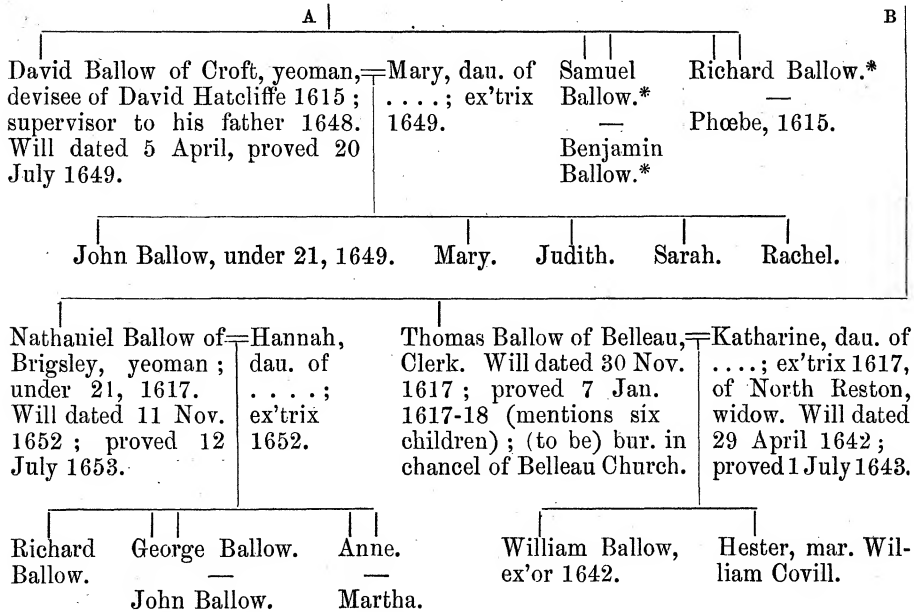 A
B
David Ballow of Croft, yeoman,
devisee of David Hatcliffe 1615 ;
supervisor to his father 1648.
Will dated 5 April, proved 20
July 1649.
Mary, dau. of
. . . . ; ex'trix
1649.
Samuel
Ballow.*
—
Benjamin
Ballow.*
Richard Ballow.*
—
Phœbe, 1615.
John Ballow, under 21, 1649.
Mary.
Judith.
Sarah.
Rachel.
Nathaniel Ballow of
Brigsley, yeoman ;
under 21, 1617.
Will dated 11 Nov.
1652 ; proved 12
July 1653.
Hannah,
dau. of
. . . . ;
ex'trix
1652.
Thomas Ballow of Belleau,
Clerk. Will dated 30 Nov.
1617 ; proved 7 Jan.
1617-18 (mentions six
children) ; (to be) bur. in
chancel of Belleau Church.
Katharine, dau. of
. . . . ; ex'trix 1617,
of North Reston,
widow. Will dated
29 April 1642 ;
proved 1 July 1643.
Richard
Ballow.
George Ballow.
—
John Ballow.
Anne.
—
Martha.
William Ballow,
ex'or 1642.
Hester, mar. Wil-
liam Covill.